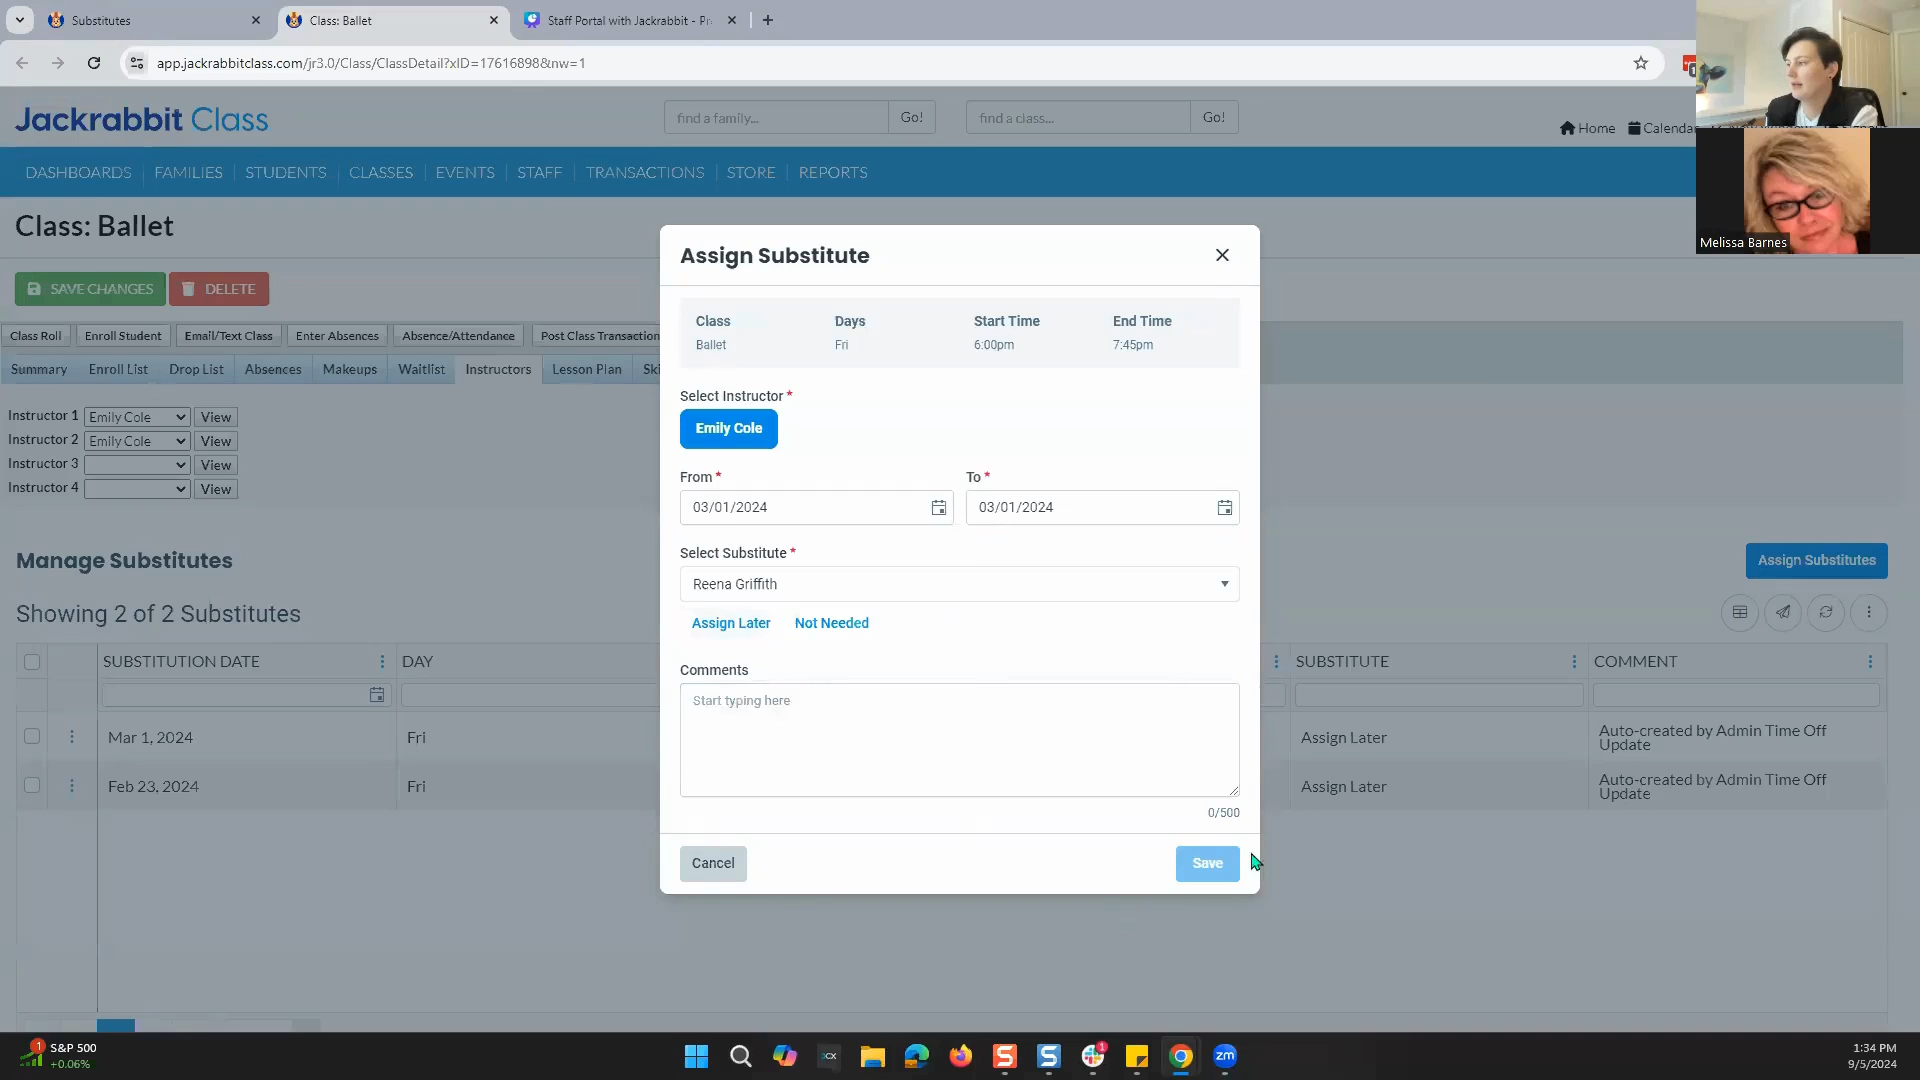 Substitutes
Class: Ballet
Staff Portal with Jackrabbit - Pr
app.jackrabbitclass.com/jr3.0/Class/ClassDetail?xID=17616898&nw=1
Jackrabbit Class
find a family...
Go!
find a class...
Go!
Home
Calendar
DASHBOARDS
FAMILIES
STUDENTS
CLASSES
EVENTS
STAFF
TRANSACTIONS
STORE
REPORTS
Melissa Barnes
Class: Ballet
SAVE CHANGES
DELETE
Class Roll
Enroll Student
Email/Text Class
Enter Absences
Absence/Attendance
Post Class Transaction
Summary
Enroll List
Drop List
Absences
Makeups
Waitlist
Instructors
Lesson Plan
Ski
Instructor 1
Emily Cole
View
Instructor 2
Emily Cole
View
Instructor 3
View
Instructor 4
View
Manage Substitutes
Assign Substitutes
Showing 2 of 2 Substitutes
SUBSTITUTION DATE
DAY
SUBSTITUTE
COMMENT
Mar 1, 2024
Fri
Assign Later
Auto-created by Admin Time Off
Update
Feb 23, 2024
Fri
Assign Later
Auto-created by Admin Time Off
Update
Assign Substitute
Class
Days
Start Time
End Time
Ballet
Fri
6:00pm
7:45pm
Select Instructor *
Emily Cole
From *
To *
03/01/2024
03/01/2024
Select Substitute *
Reena Griffith
Assign Later
Not Needed
Comments
Start typing here
0/500
Cancel
Save
1
S&P 500
+0.06%
zm
1:34 PM
9/5/2024